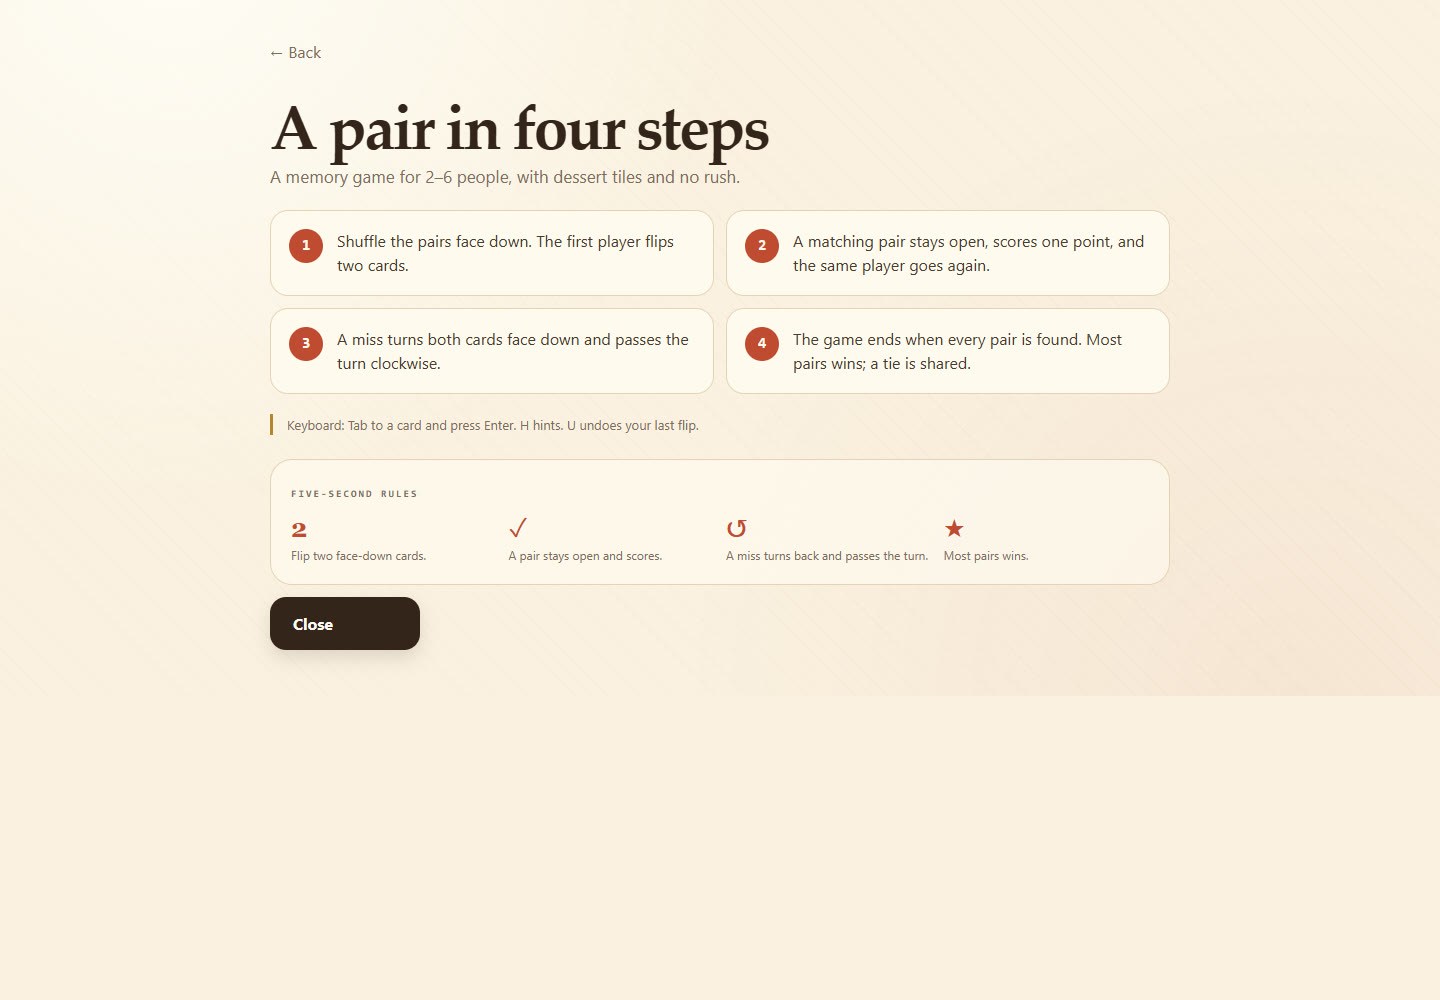 ← Back
A pair in four steps
A memory game for 2–6 people, with dessert tiles and no rush.
1
Shuffle the pairs face down. The first player flips
two cards.
2
A matching pair stays open, scores one point, and
the same player goes again.
3
A miss turns both cards face down and passes the
turn clockwise.
4
The game ends when every pair is found. Most
pairs wins; a tie is shared.
Keyboard: Tab to a card and press Enter. H hints. U undoes your last flip.
FIVE-SECOND RULES
2
Flip two face-down cards.
✓
A pair stays open and scores.
↺
A miss turns back and passes the turn.
★
Most pairs wins.
Close